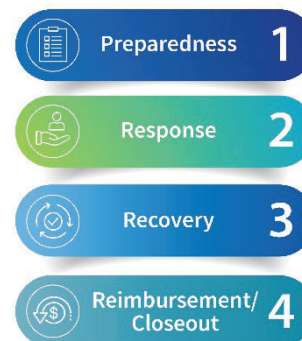 Preparedness 1
Response 2
Recovery 3
Reimbursement/
Closeout 4